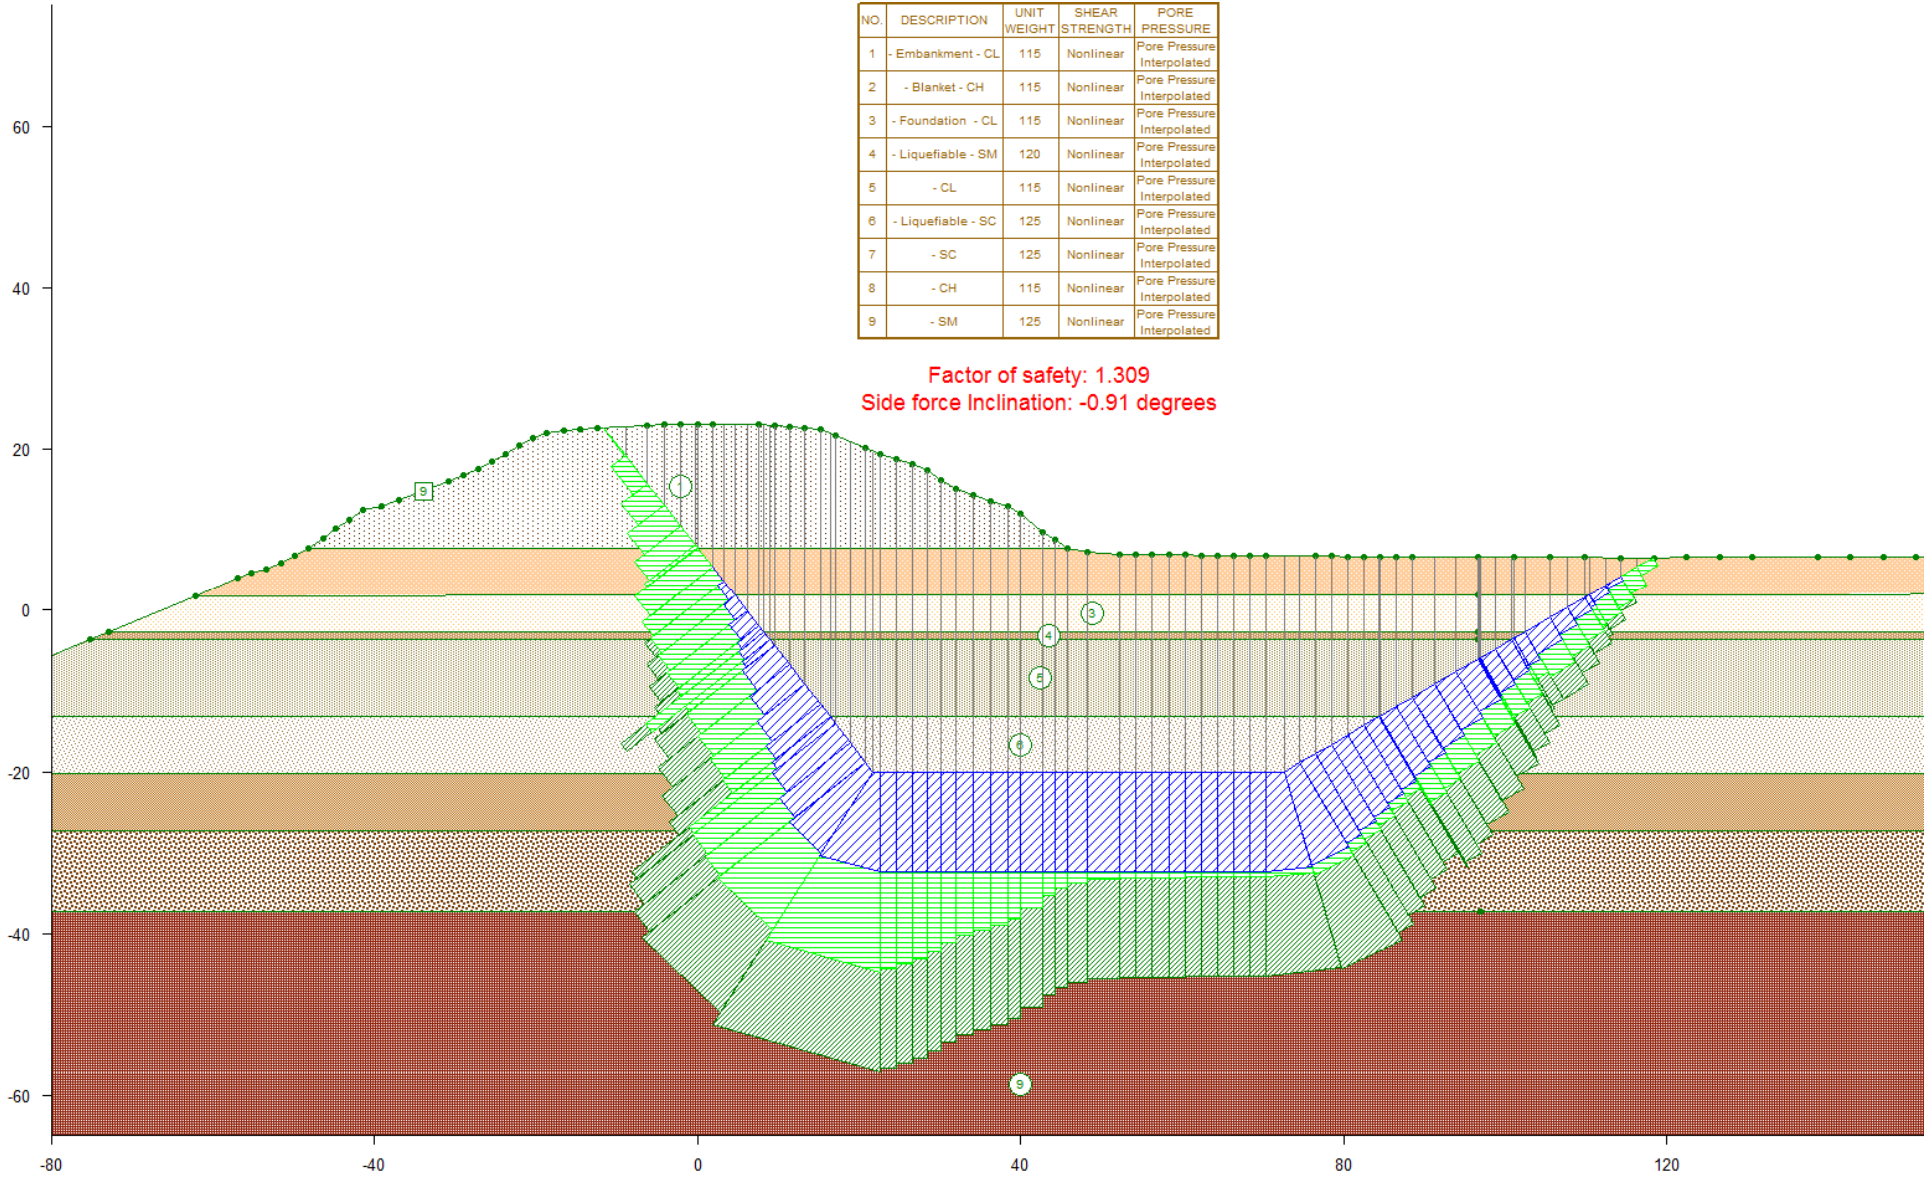 NO. DESCRIPTION UNIT WEIGHT SHEAR STRENGTH PORE PRESSURE
1 - Embankment - CL 115 Nonlinear Pore Pressure Interpolated
2 - Blanket - CH 115 Nonlinear Pore Pressure Interpolated
3 - Foundation - CL 115 Nonlinear Pore Pressure Interpolated
4 - Liquefiable - SM 120 Nonlinear Pore Pressure Interpolated
5 - CL 115 Nonlinear Pore Pressure Interpolated
6 - Liquefiable - SC 125 Nonlinear Pore Pressure Interpolated
7 - SC 125 Nonlinear Pore Pressure Interpolated
8 - CH 115 Nonlinear Pore Pressure Interpolated
9 - SM 125 Nonlinear Pore Pressure Interpolated
Factor of safety: 1.309
Side force Inclination: -0.91 degrees
60
40
20
0
-20
-40
-60
9
1
3
4
5
6
9
-80 -40 0 40 80 120